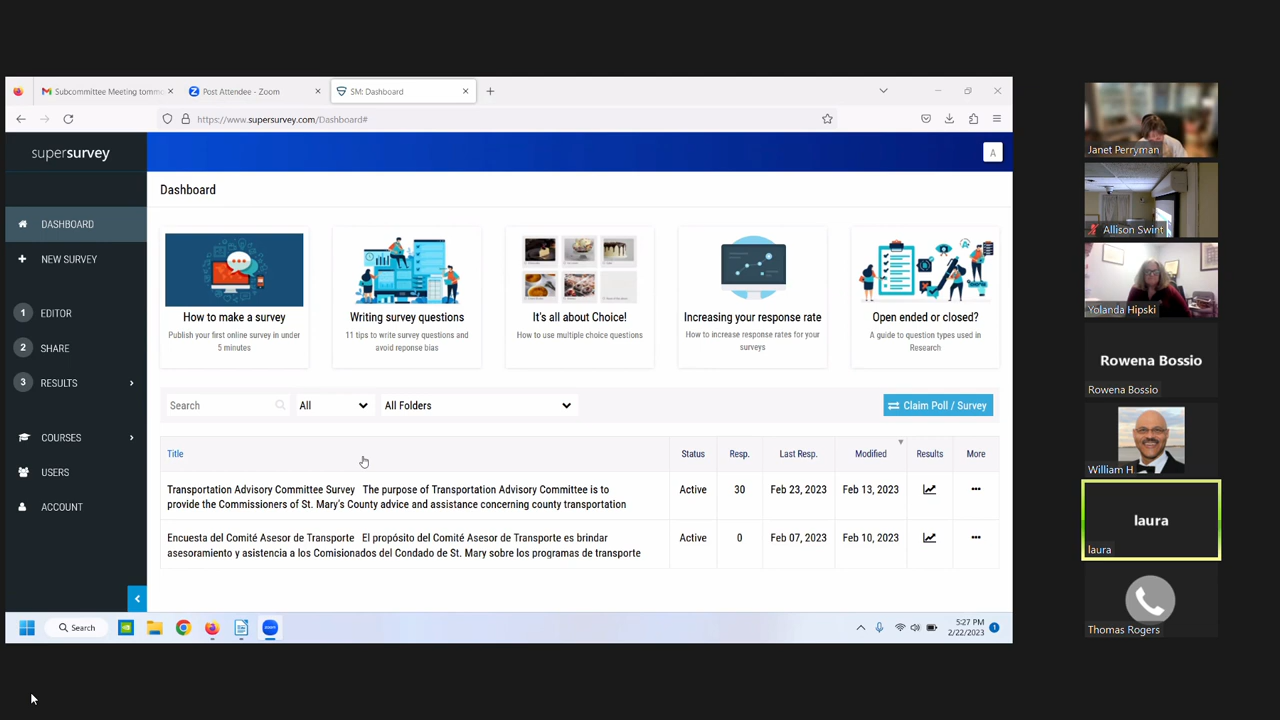 Subcommittee Meeting tommo
Post Attendee - Zoom
SM: Dashboard
https://www.supersurvey.com/Dashboard#
supersurvey
A
Dashboard
DASHBOARD
NEW SURVEY
1 EDITOR
2 SHARE
3 RESULTS
COURSES
USERS
ACCOUNT
How to make a survey
Publish your first online survey in under
5 minutes
Writing survey questions
11 tips to write survey questions and
avoid reponse bias
It's all about Choice!
How to use multiple choice questions
Increasing your response rate
How to increase response rates for your
surveys
Open ended or closed?
A guide to question types used in
Research
Search
All
All Folders
Claim Poll / Survey
Title Status Resp. Last Resp. Modified Results More
Transportation Advisory Committee Survey The purpose of Transportation Advisory Committee is to
provide the Commissioners of St. Mary's County advice and assistance concerning county transportation
Active 30 Feb 23, 2023 Feb 13, 2023
Encuesta del Comité Asesor de Transporte El propósito del Comité Asesor de Transporte es brindar
asesoramiento y asistencia a los Comisionados del Condado de St. Mary sobre los programas de transporte
Active 0 Feb 07, 2023 Feb 10, 2023
Search
zoom
5:27 PM
2/22/2023
1
Janet Perryman
Allison Swint
Yolanda Hipski
Rowena Bossio
Rowena Bossio
William H
laura
laura
Thomas Rogers